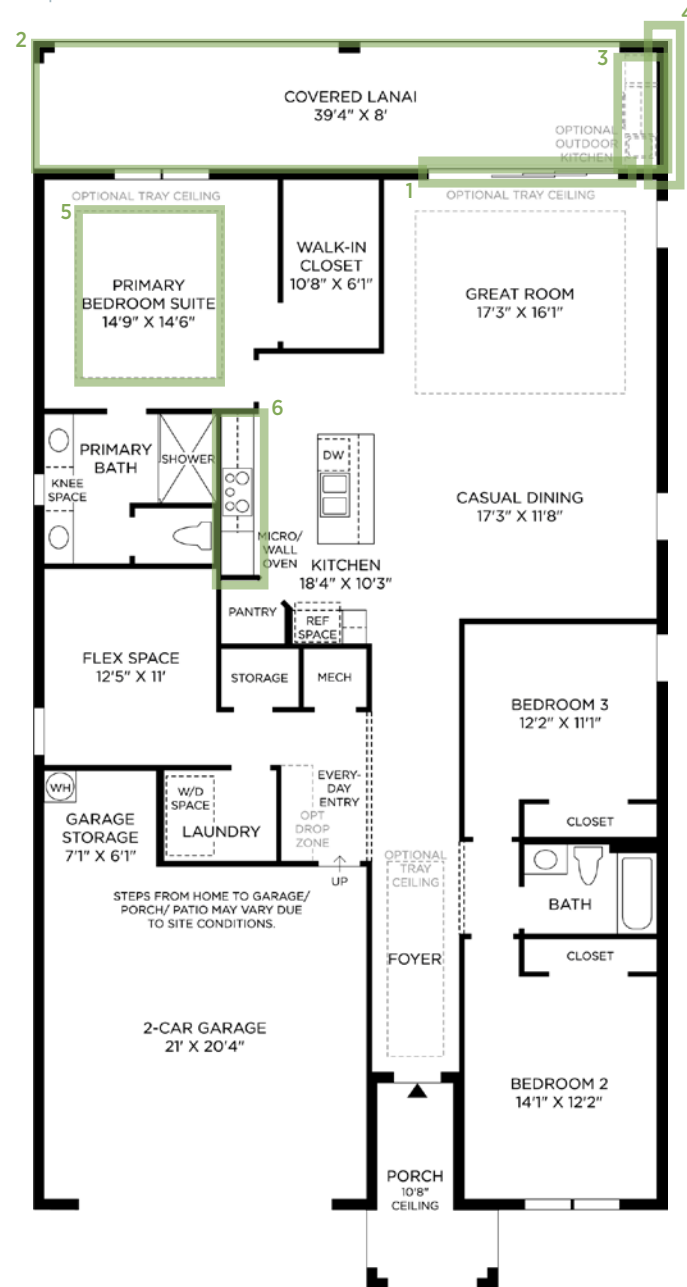 4
2
3
COVERED LANAI
39'4" X 8'
OPTIONAL
OUTDOOR
KITCHEN
1
OPTIONAL TRAY CEILING
OPTIONAL TRAY CEILING
5
WALK-IN
CLOSET
10'8" X 6'1"
PRIMARY
BEDROOM SUITE
14'9" X 14'6"
GREAT ROOM
17'3" X 16'1"
6
PRIMARY
BATH
SHOWER
KNEE
SPACE
DW
CASUAL DINING
17'3" X 11'8"
MICRO/
WALL
OVEN
KITCHEN
18'4" X 10'3"
PANTRY
REF
SPACE
FLEX SPACE
12'5" X 11'
STORAGE
MECH
BEDROOM 3
12'2" X 11'1"
WH
W/D
SPACE
LAUNDRY
EVERY-
DAY
ENTRY
OPT
DROP
ZONE
GARAGE
STORAGE
7'1" X 6'1"
CLOSET
UP
OPTIONAL
TRAY
CEILING
BATH
STEPS FROM HOME TO GARAGE/
PORCH/ PATIO MAY VARY DUE
TO SITE CONDITIONS.
FOYER
CLOSET
2-CAR GARAGE
21' X 20'4"
BEDROOM 2
14'1" X 12'2"
PORCH
10'8"
CEILING